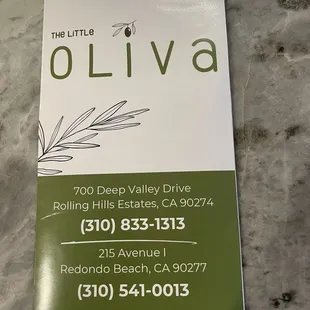 THE LITTLE
OLIVA
700 Deep Valley Drive
Rolling Hills Estates, CA 90274
(310) 833-1313
215 Avenue I
Redondo Beach, CA 90277
(310) 541-0013